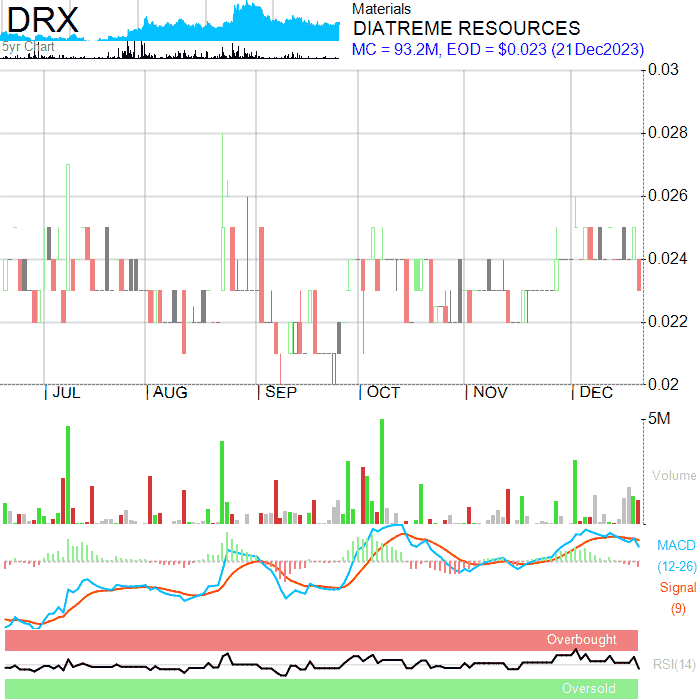 DRX
5yr Chart
Materials
DIATREME RESOURCES
MC = 93.2M, EOD = $0.023 (21Dec2023)
0.03
0.028
0.026
0.024
0.022
0.02
| JUL | AUG | SEP | OCT | NOV | DEC
5M
Volume
MACD
(12-26)
Signal
(9)
Overbought
RSI(14)
Oversold